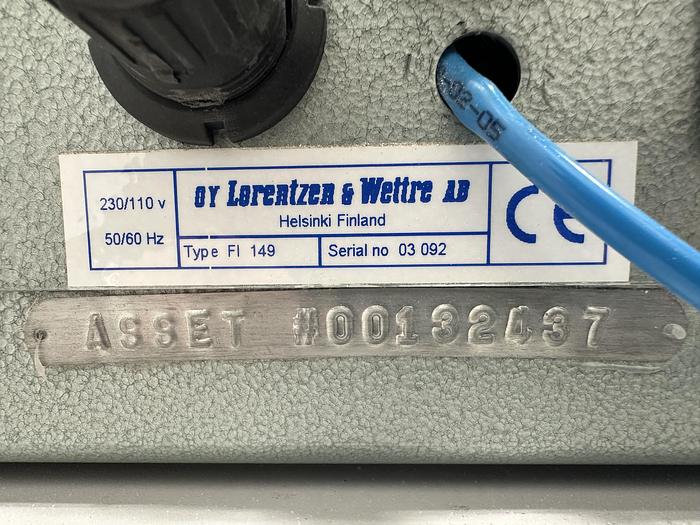 -02-05
230/110 v
50/60 Hz
OY Lorentzen & Wettre AB
Helsinki Finland
Type FI 149
Serial no 03 092
CE
ASSET #00132437